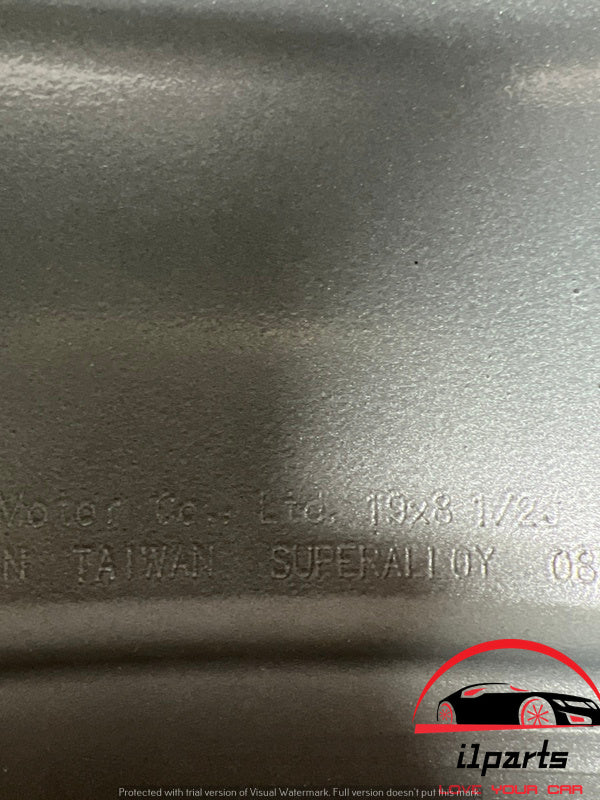 Motor Co., Ltd. 19x8 1/2J
N TAIWAN SUPERALLOY 08
i1parts
LOVE YOUR CAR
Protected with trial version of Visual Watermark. Full version doesn't put this mark.